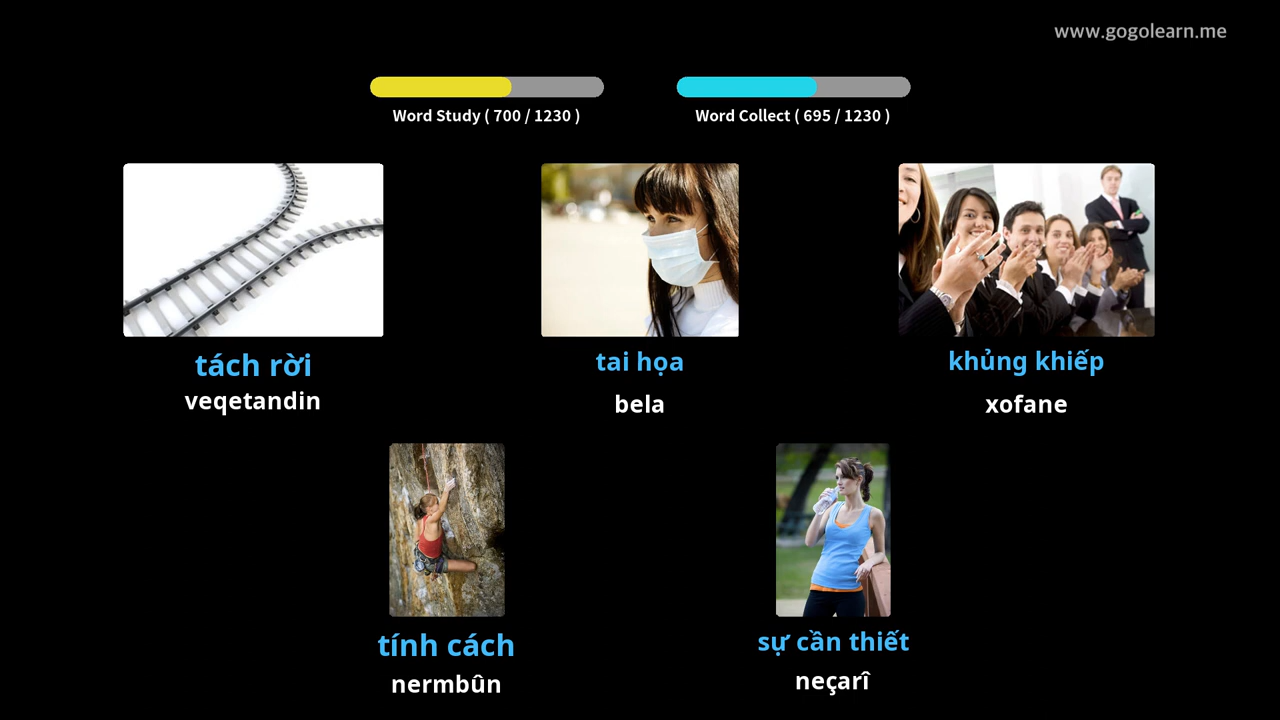 www.gogolearn.me
Word Study ( 700 / 1230 )
Word Collect ( 695 / 1230 )
tách rời
veqetandin
tai họa
bela
khủng khiếp
xofane
tính cách
nermbûn
sự cần thiết
neçarî